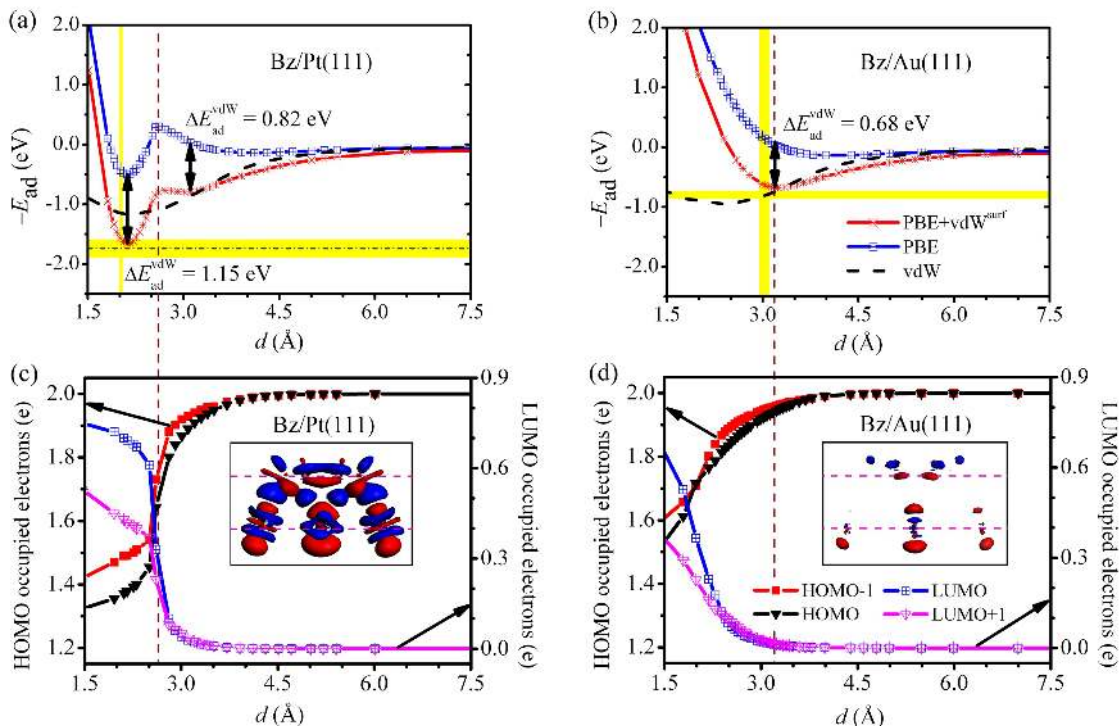 (a)
2.0
1.0
0.0
-1.0
-2.0
−E_ad (eV)
Bz/Pt(111)
ΔE_ad^vdW = 0.82 eV
ΔE_ad^vdW = 1.15 eV
1.5 3.0 4.5 6.0 7.5
d (Å)
(b)
2.0
1.0
0.0
-1.0
-2.0
−E_ad (eV)
Bz/Au(111)
ΔE_ad^vdW = 0.68 eV
PBE+vdW^surf
PBE
vdW
1.5 3.0 4.5 6.0 7.5
d (Å)
(c)
2.0
1.8
1.6
1.4
1.2
HOMO occupied electrons (e)
Bz/Pt(111)
0.9
0.6
0.3
0.0
LUMO occupied electrons (e)
1.5 3.0 4.5 6.0 7.5
d (Å)
(d)
2.0
1.8
1.6
1.4
1.2
HOMO occupied electrons (e)
Bz/Au(111)
HOMO-1 LUMO
HOMO LUMO+1
0.9
0.6
0.3
0.0
LUMO occupied electrons (e)
1.5 3.0 4.5 6.0 7.5
d (Å)